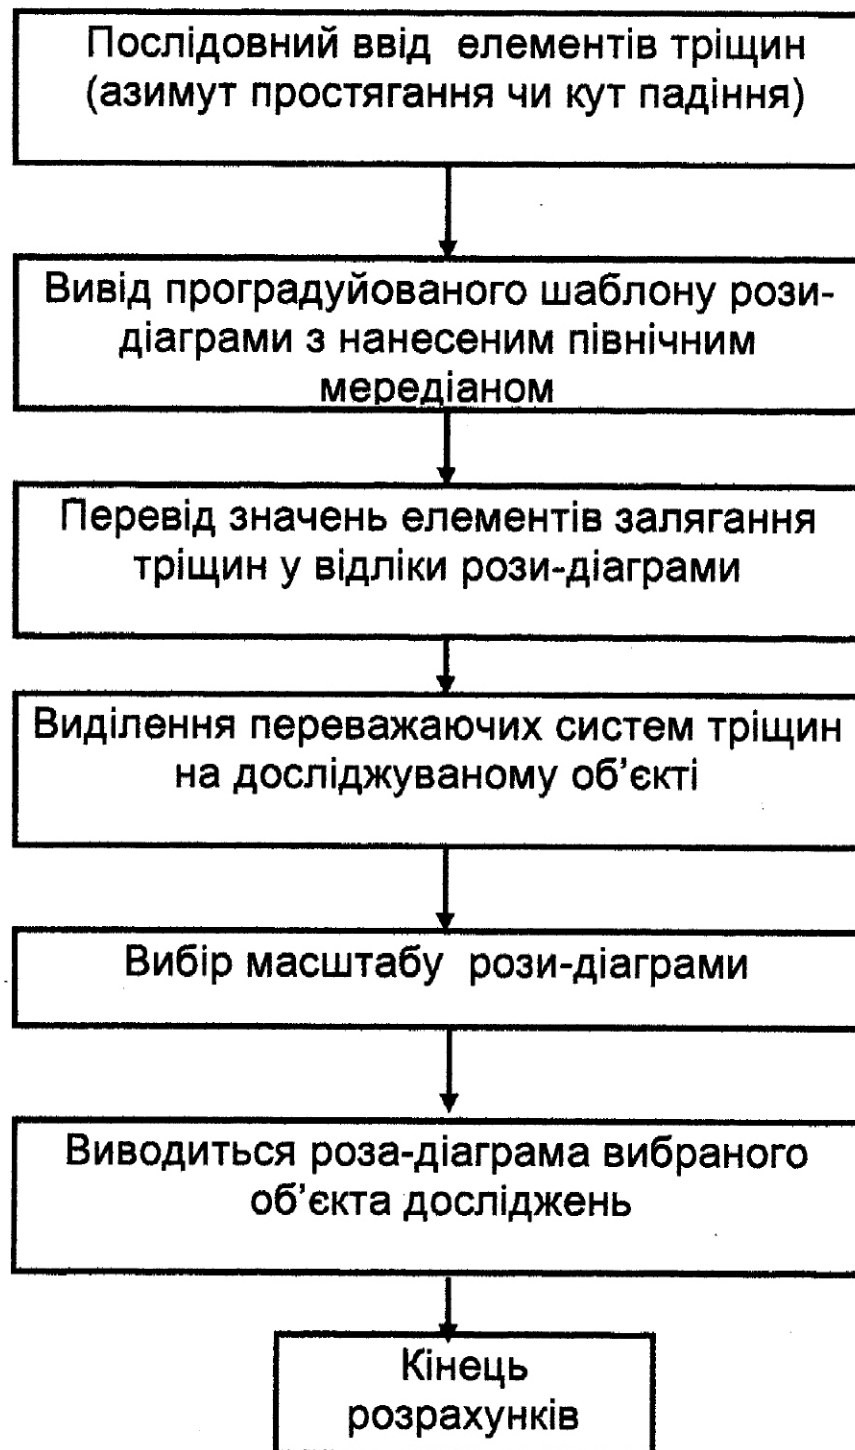 Послідовний ввід елементів тріщин
(азимут простягання чи кут падіння)
Вивід проградуйованого шаблону рози-
діаграми з нанесеним північним
мередіаном
Перевід значень елементів залягання
тріщин у відліки рози-діаграми
Виділення переважаючих систем тріщин
на досліджуваному об’єкті
Вибір масштабу рози-діаграми
Виводиться роза-діаграма вибраного
об’єкта досліджень
Кінець
розрахунків